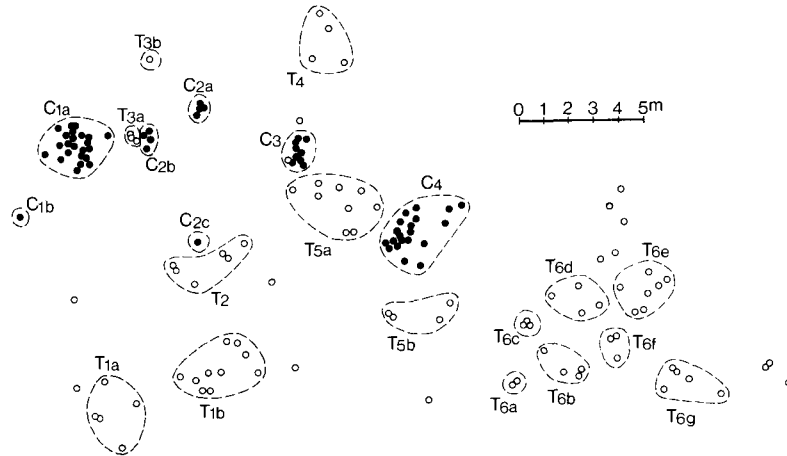 T3b
T4
C2a
C1a
T3a
C2b
C3
0 1 2 3 4 5m
C4
C1b
C2c
T5a
T2
T6d
T6e
T5b
T6c
T6f
T1a
T1b
T6a
T6b
T6g